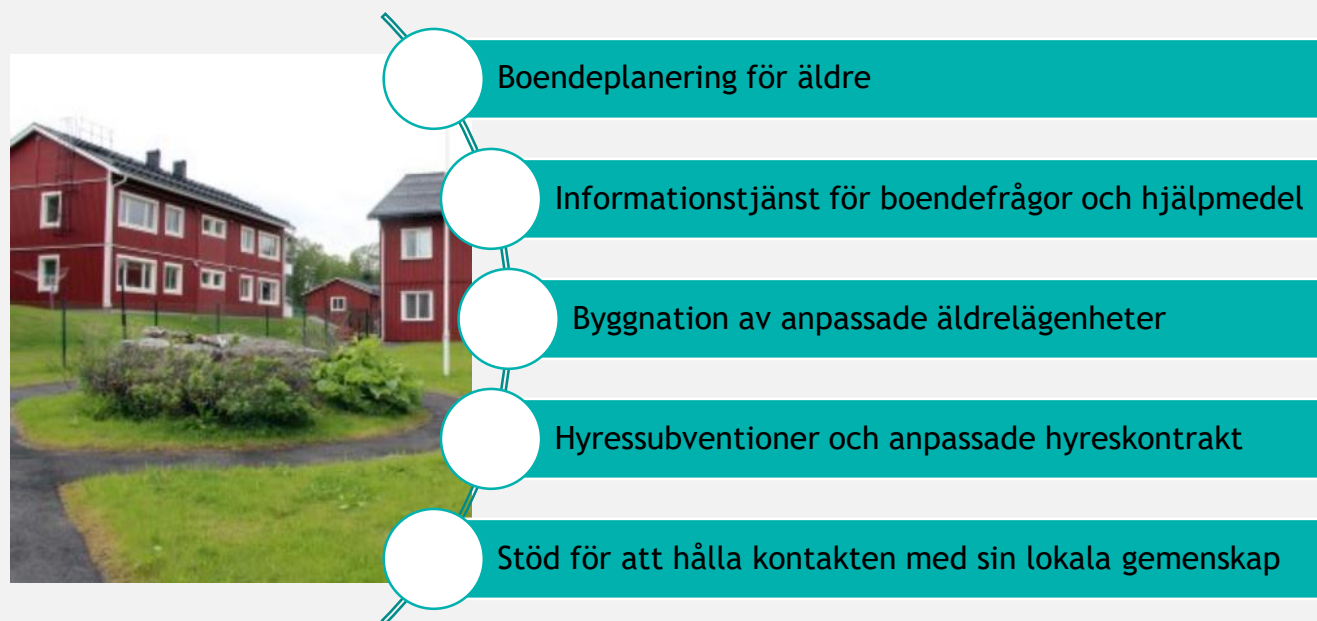 Boendeplanering för äldre
Informationstjänst för boendefrågor och hjälpmedel
Byggnation av anpassade äldrelägenheter
Hyressubventioner och anpassade hyreskontrakt
Stöd för att hålla kontakten med sin lokala gemenskap